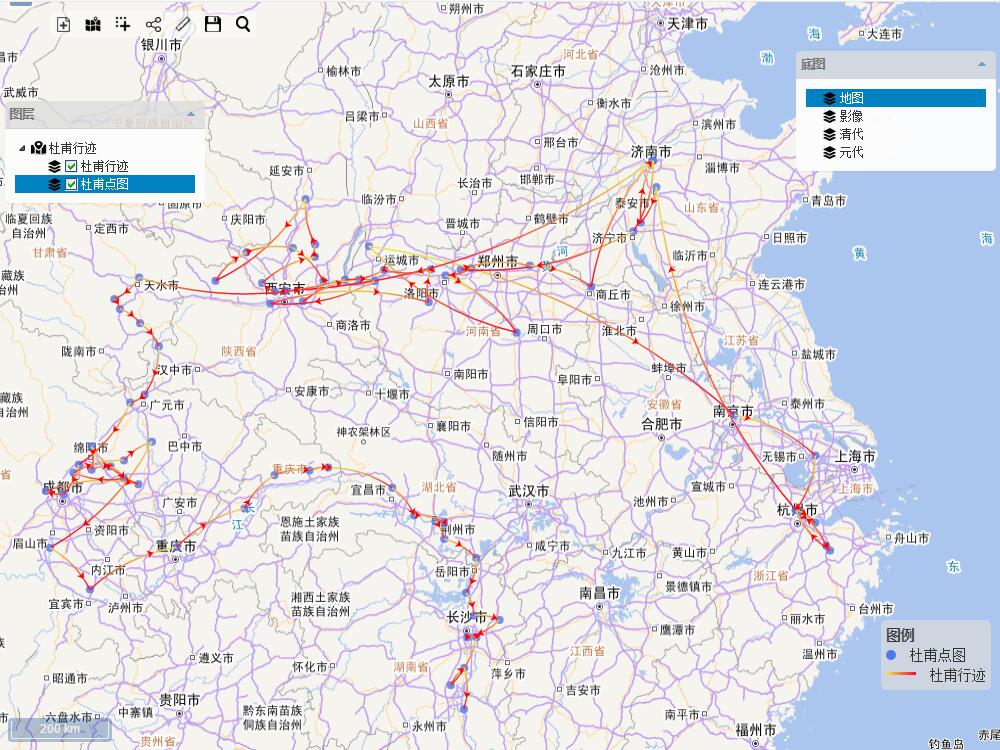 朔州市
天津市
大连市
海
渤
银川市
榆林市
太原市
石家庄市
河北省
沧州市
武威市
衡水市
滨州市
吕梁市
山西省
邢台市
济南市
淄博市
延安市
长治市
邯郸市
泰安市
山东省
青岛市
临夏回族
自治州
定西市
固原市
庆阳市
临汾市
晋城市
鹤壁市
济宁市
日照市
海
甘肃省
黄
河
临沂市
运城市
郑州市
天水市
西安市
洛阳市
商丘市
连云港市
徐州市
商洛市
河南省
周口市
淮北市
江苏省
陇南市
陕西省
盐城市
汉中市
南阳市
阜阳市
蚌埠市
安康市
十堰市
安徽省
泰州市
广元市
南京市
神农架林区
襄阳市
信阳市
合肥市
绵阳市
巴中市
随州市
无锡市
上海市
重庆市
宜昌市
湖北省
武汉市
宣城市
上海市
成都市
广安市
池州市
杭州市
长
江
恩施土家族
苗族自治州
荆州市
资阳市
眉山市
重庆市
咸宁市
九江市
黄山市
舟山市
东
内江市
岳阳市
浙江省
景德镇市
宜宾市
泸州市
湘西土家族
苗族自治州
南昌市
长沙市
台州市
丽水市
鹰潭市
温州市
遵义市
怀化市
湖南省
萍乡市
江西省
昭通市
吉安市
贵阳市
黔东南苗族
侗族自治州
永州市
南平市
六盘水市
中寨镇
贵州省
福州市
钓鱼岛
赤尾
图层
杜甫行迹
杜甫行迹
杜甫点图
底图
地图
影像
清代
元代
图例
杜甫点图
杜甫行迹
200 km